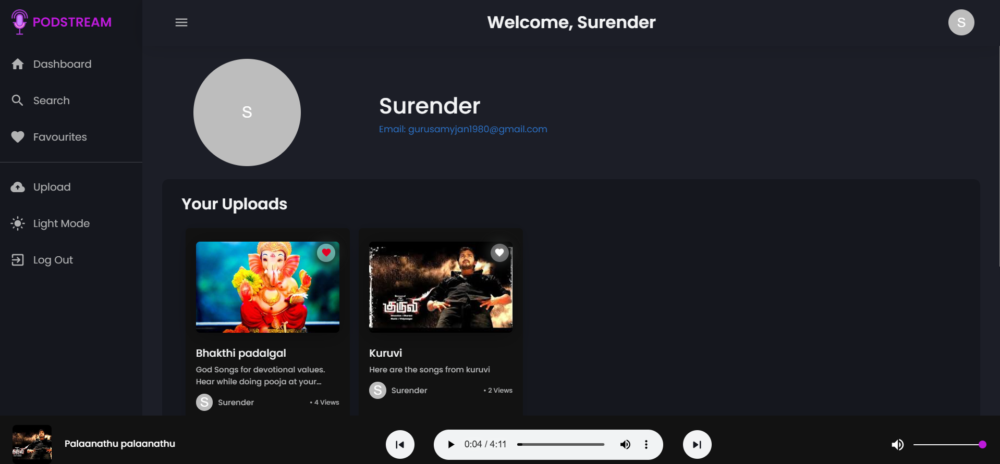 PODSTREAM
Welcome, Surender
S
Dashboard
Search
Favourites
Upload
Light Mode
Log Out
S
Surender
Email: gurusamyjan1980@gmail.com
Your Uploads
Bhakthi padalgal
God Songs for devotional values.
Hear while doing pooja at your...
S Surender • 4 Views
குருவி
Kuruvi
Here are the songs from kuruvi
S Surender • 2 Views
Palaanathu palaanathu
0:04 / 4:11